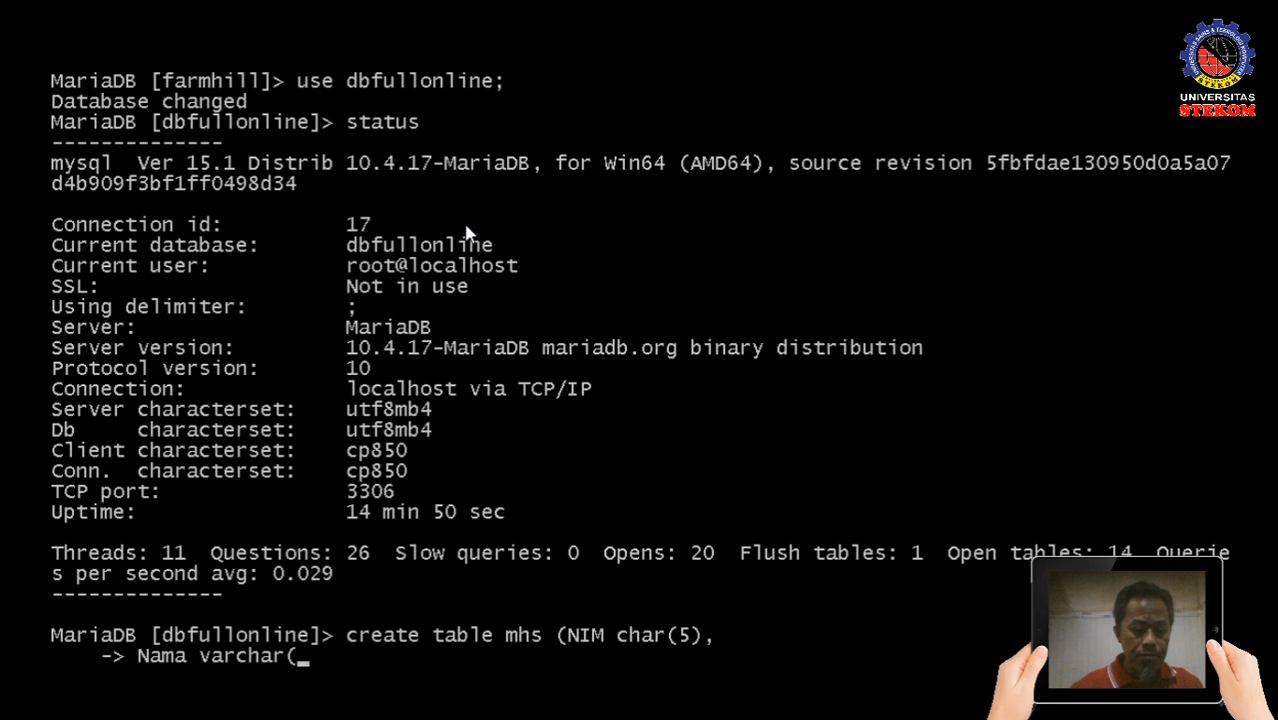 MariaDB [farmhill]> use dbfullonline;
Database changed
MariaDB [dbfullonline]> status
--------------
mysql  Ver 15.1 Distrib 10.4.17-MariaDB, for Win64 (AMD64), source revision 5fbfdae130950d0a5a07
d4b909f3bf1ff0498d34
Connection id:          17
Current database:       dbfullonline
Current user:           root@localhost
SSL:                    Not in use
Using delimiter:        ;
Server:                 MariaDB
Server version:         10.4.17-MariaDB mariadb.org binary distribution
Protocol version:       10
Connection:             localhost via TCP/IP
Server characterset:    utf8mb4
Db     characterset:    utf8mb4
Client characterset:    cp850
Conn.  characterset:    cp850
TCP port:               3306
Uptime:                 14 min 50 sec
Threads: 11  Questions: 26  Slow queries: 0  Opens: 20  Flush tables: 1  Open tables: 14  Querie
s per second avg: 0.029
--------------
MariaDB [dbfullonline]> create table mhs (NIM char(5),
    -> Nama varchar(_
STEKOM
UNIVERSITAS
STEKOM